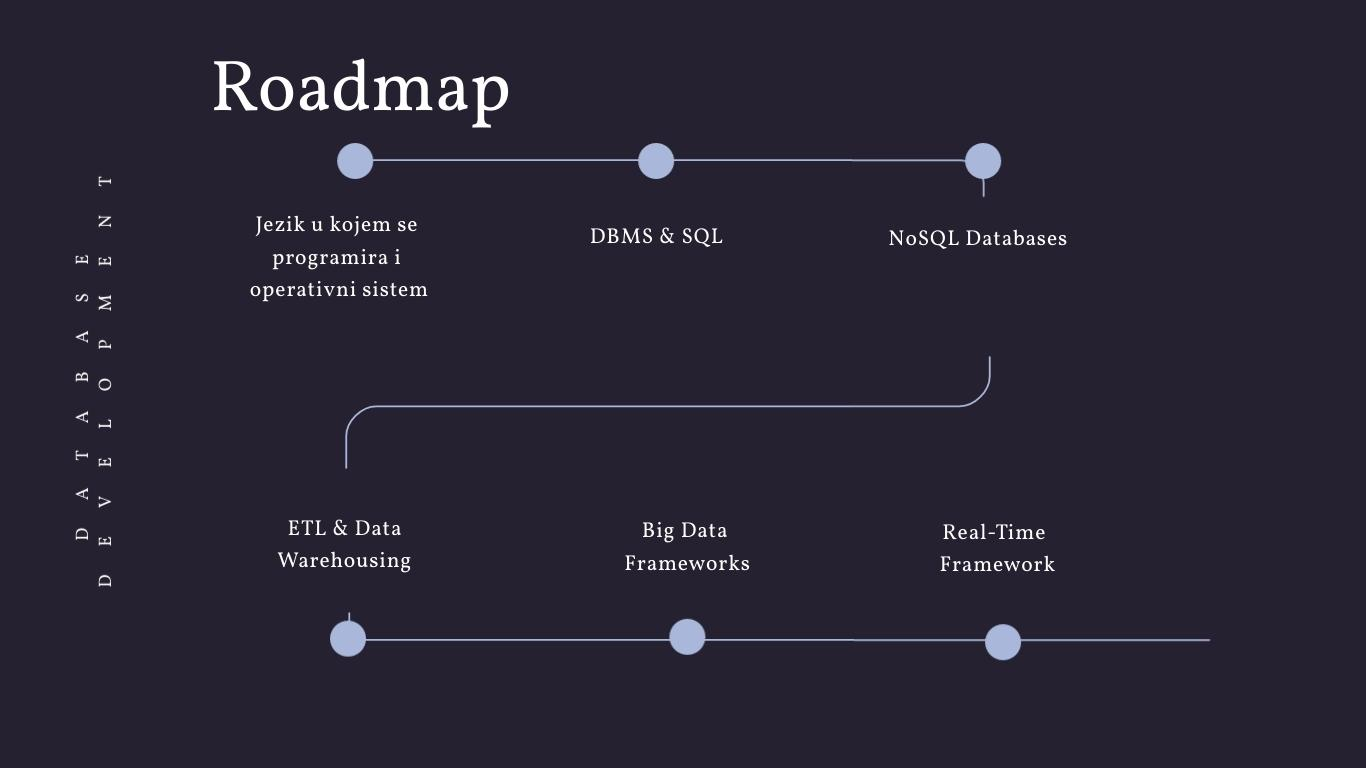 Roadmap
DATABASE
DEVELOPMENT
Jezik u kojem se
programira i
operativni sistem
DBMS & SQL
NoSQL Databases
ETL & Data
Warehousing
Big Data
Frameworks
Real-Time
Framework